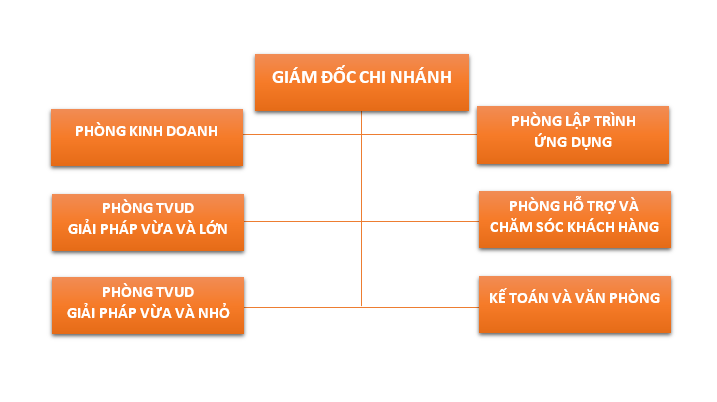 GIÁM ĐỐC CHI NHÁNH
PHÒNG KINH DOANH
PHÒNG LẬP TRÌNH
ỨNG DỤNG
PHÒNG TVUD
GIẢI PHÁP VỪA VÀ LỚN
PHÒNG HỖ TRỢ VÀ
CHĂM SÓC KHÁCH HÀNG
PHÒNG TVUD
GIẢI PHÁP VỪA VÀ NHỎ
KẾ TOÁN VÀ VĂN PHÒNG